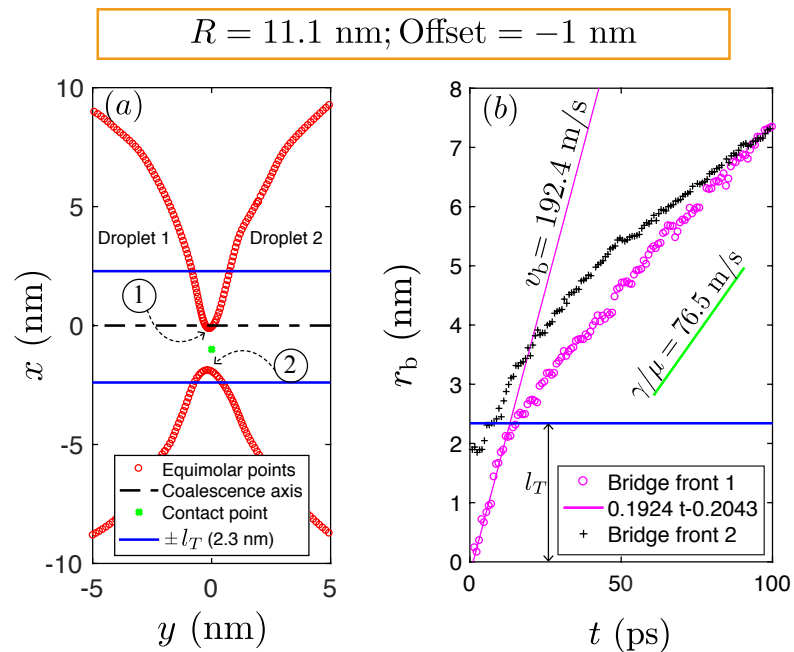 R = 11.1 nm; Offset = −1 nm
(a)
10
5
0
-5
-10
x (nm)
Droplet 1
Droplet 2
1
2
Equimolar points
Coalescence axis
Contact point
± l_T (2.3 nm)
-5
0
5
y (nm)
(b)
8
7
6
5
4
3
2
1
0
r_b (nm)
v_b = 192.4 m/s
γ/μ = 76.5 m/s
l_T
Bridge front 1
0.1924 t-0.2043
Bridge front 2
0
50
100
t (ps)